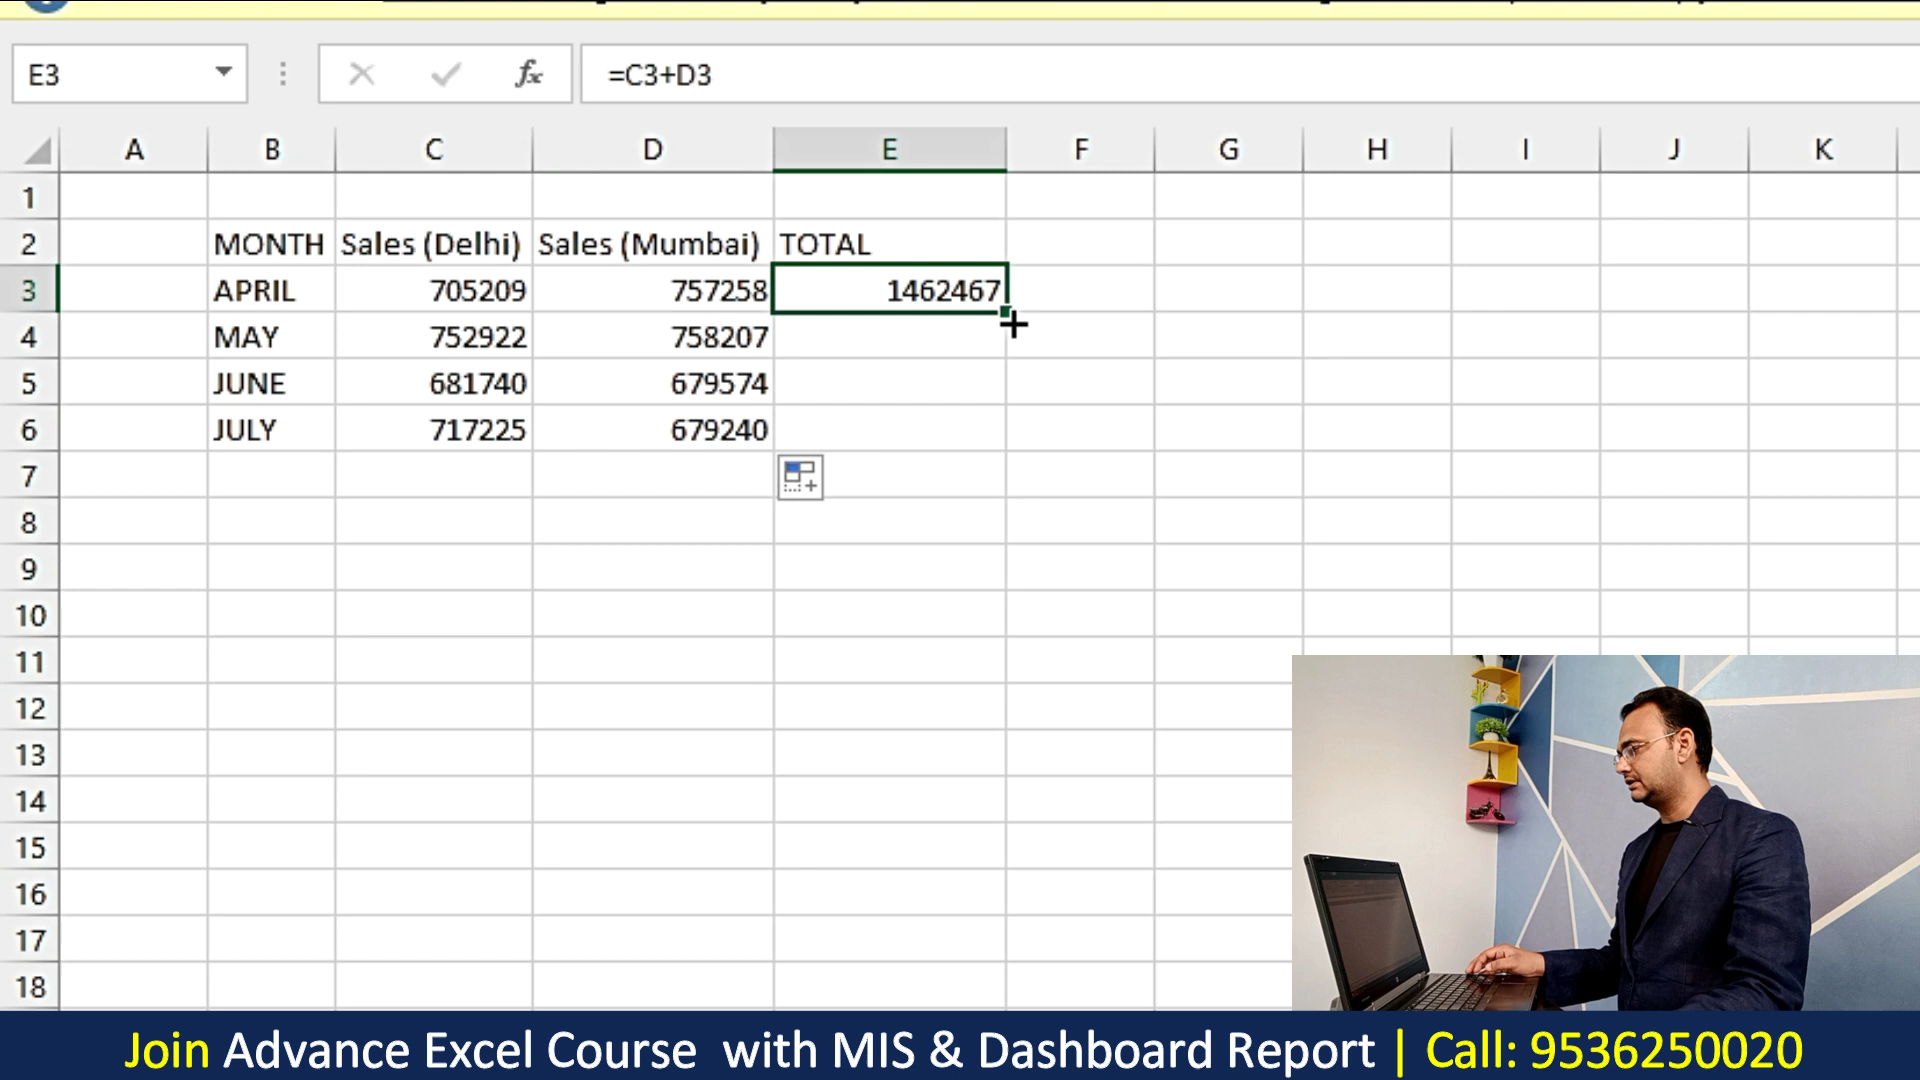 E3 fx =C3+D3
A B C D E F G H I J K
1
2 MONTH Sales (Delhi) Sales (Mumbai) TOTAL
3 APRIL 705209 757258 1462467
4 MAY 752922 758207
5 JUNE 681740 679574
6 JULY 717225 679240
7
8
9
10
11
12
13
14
15
16
17
18
Join Advance Excel Course with MIS & Dashboard Report | Call: 9536250020